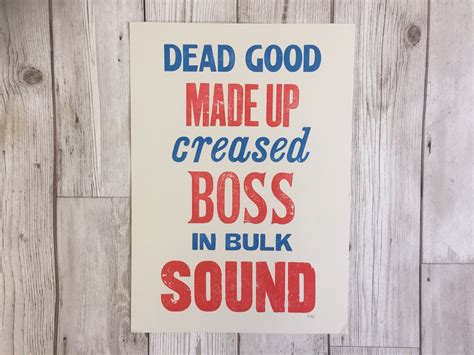 DEAD GOOD
MADE UP
creased
BOSS
IN BULK
SOUND